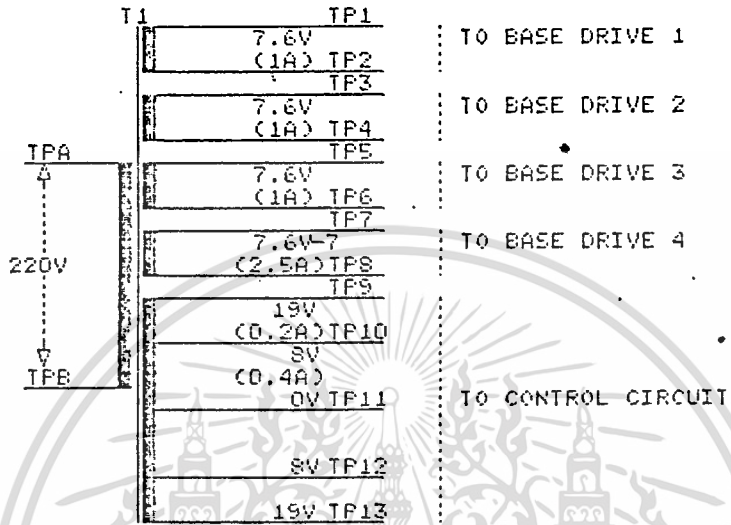 T1 TP1
7.6V TO BASE DRIVE 1
(1A) TP2
TP3
7.6V TO BASE DRIVE 2
(1A) TP4
TPA TP5
7.6V TO BASE DRIVE 3
(1A) TP6
TP7
7.6V-7 TO BASE DRIVE 4
220V (2.5A) TP8
TP9
19V
(0.2A) TP10
8V
TPB (0.4A)
0V TP11 TO CONTROL CIRCUIT
8V TP12
19V TP13